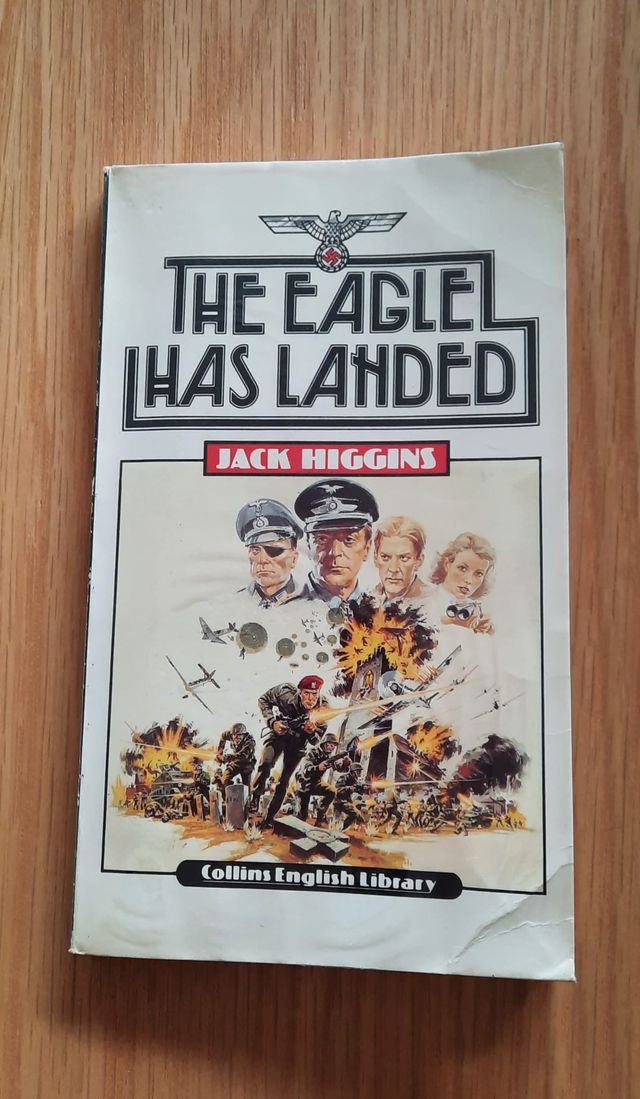 THE EAGLE
HAS LANDED
JACK HIGGINS
Collins English Library